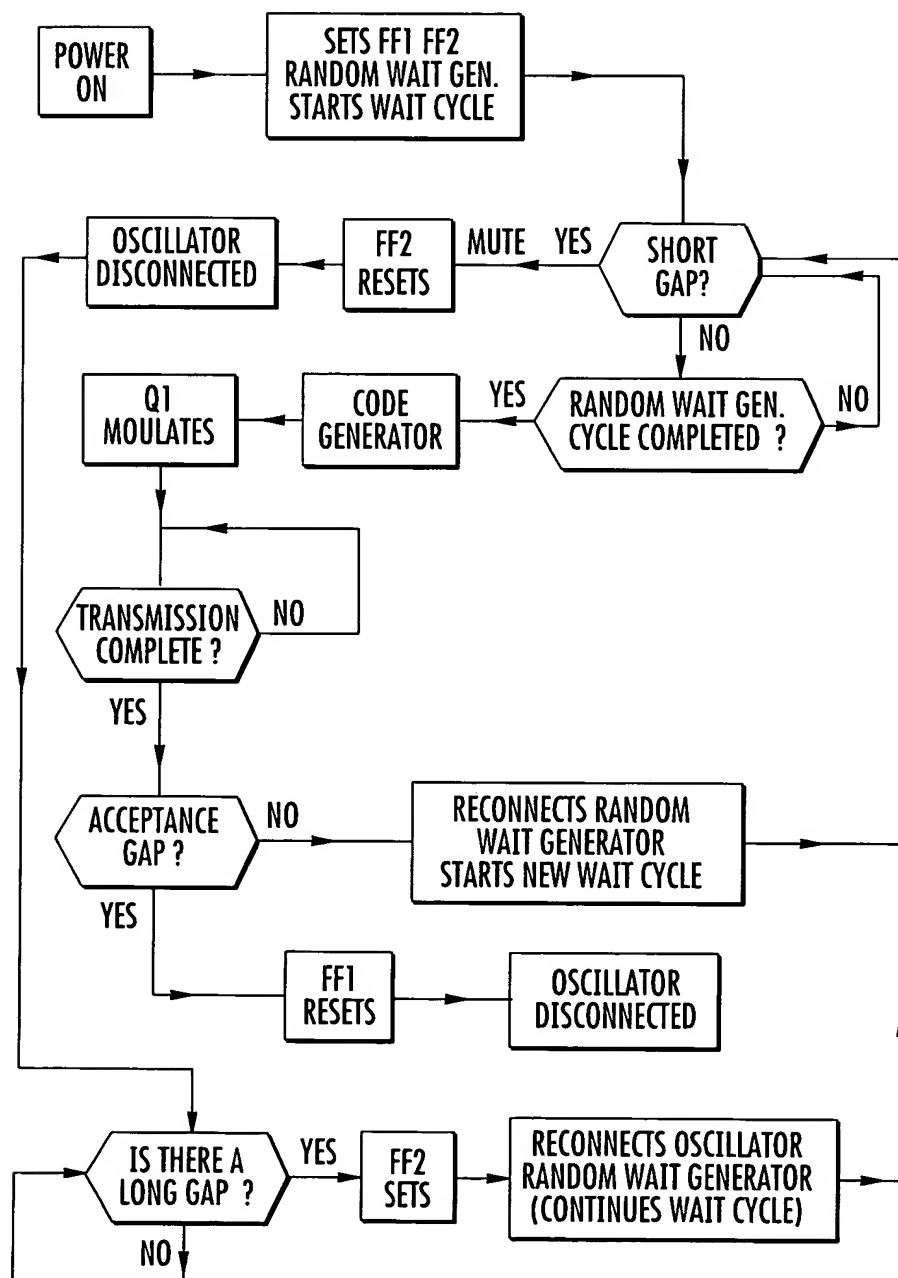 POWER
ON
SETS FF1 FF2
RANDOM WAIT GEN.
STARTS WAIT CYCLE
OSCILLATOR
DISCONNECTED
FF2
RESETS
MUTE
YES
SHORT
GAP?
NO
Q1
MOULATES
CODE
GENERATOR
YES
RANDOM WAIT GEN.
CYCLE COMPLETED ?
NO
TRANSMISSION
COMPLETE ?
NO
YES
ACCEPTANCE
GAP ?
NO
RECONNECTS RANDOM
WAIT GENERATOR
STARTS NEW WAIT CYCLE
YES
FF1
RESETS
OSCILLATOR
DISCONNECTED
IS THERE A
LONG GAP ?
YES
FF2
SETS
RECONNECTS OSCILLATOR
RANDOM WAIT GENERATOR
(CONTINUES WAIT CYCLE)
NO